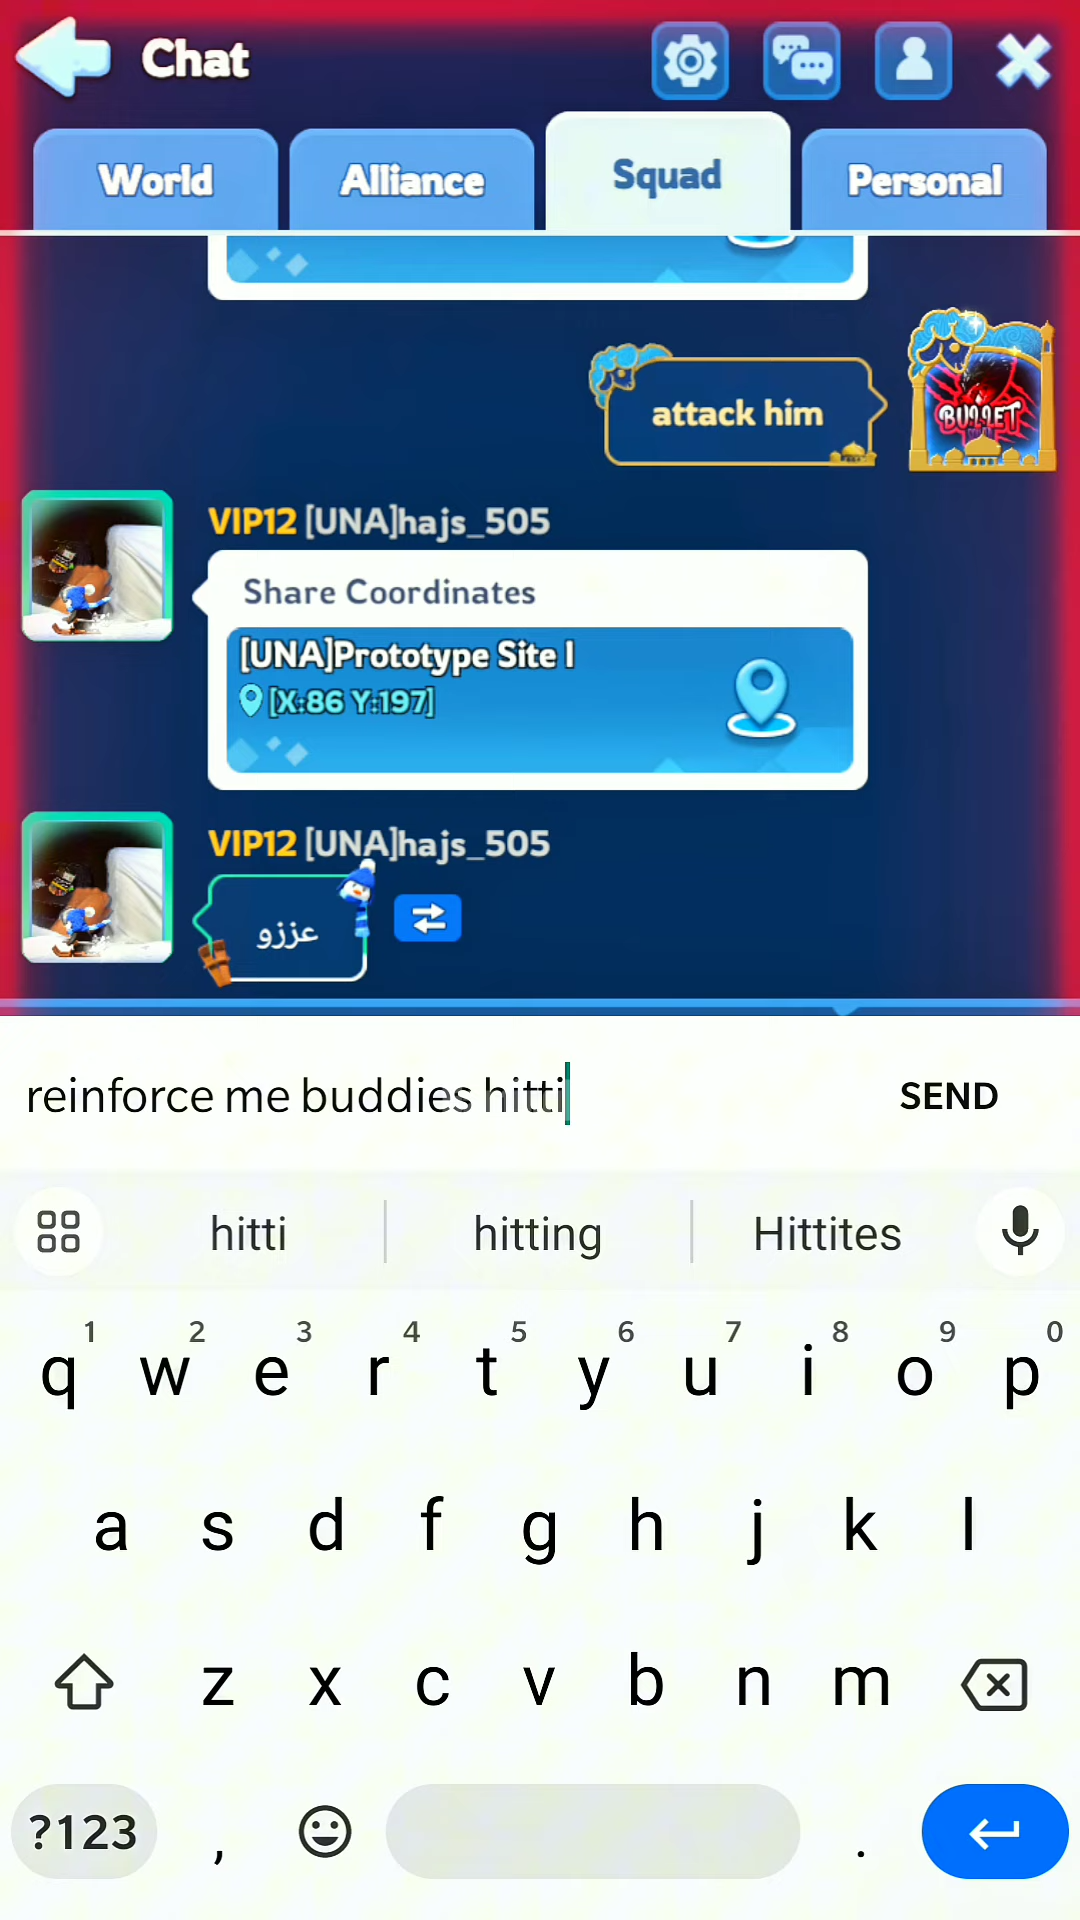 Chat
World
Alliance
Squad
Personal
attack him
BULLET
VIP12 [UNA]hajs_505
Share Coordinates
[UNA]Prototype Site I
[X:86 Y:197]
VIP12 [UNA]hajs_505
عززو
reinforce me buddies hitti
SEND
hitti
hitting
Hittites
1 2 3 4 5 6 7 8 9 0
q w e r t y u i o p
a s d f g h j k l
z x c v b n m
?123 , .